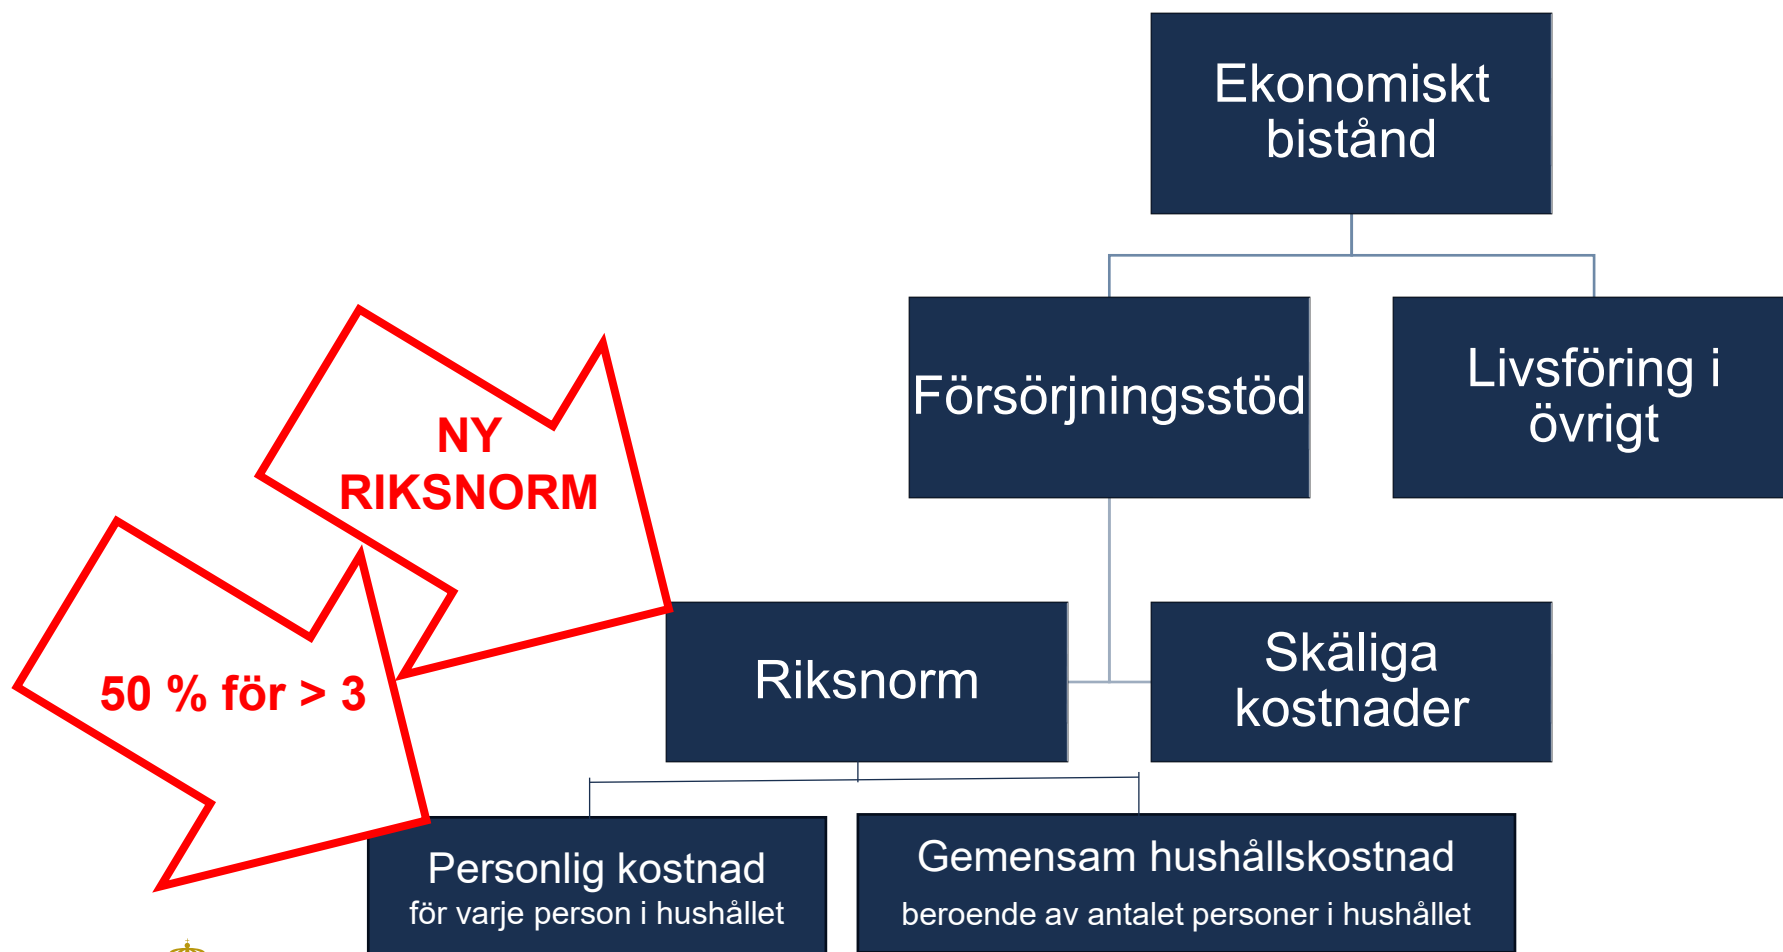 Ekonomiskt
bistånd
Försörjningsstöd
Livsföring i
övrigt
NY
RIKSNORM
50 % för > 3
Riksnorm
Skäliga
kostnader
Personlig kostnad
för varje person i hushållet
Gemensam hushållskostnad
beroende av antalet personer i hushållet